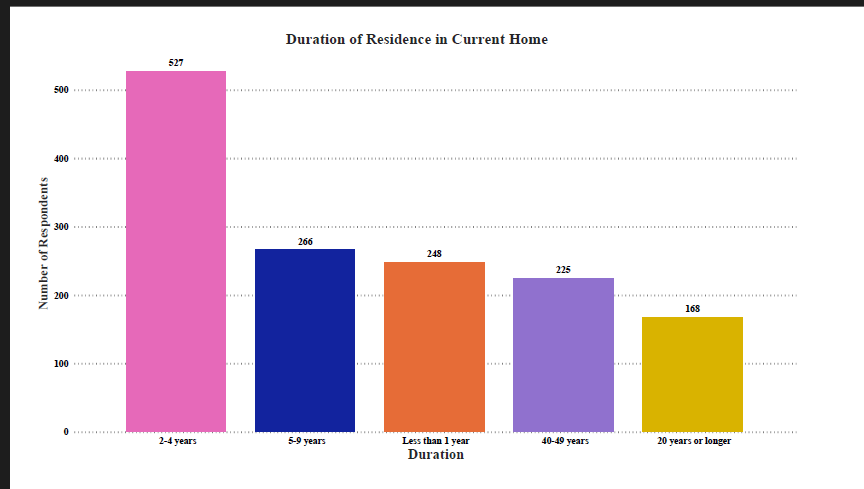 Duration of Residence in Current Home
527
500
400
300
266
248
225
200
168
100
0
Number of Respondents
2-4 years
5-9 years
Less than 1 year
40-49 years
20 years or longer
Duration